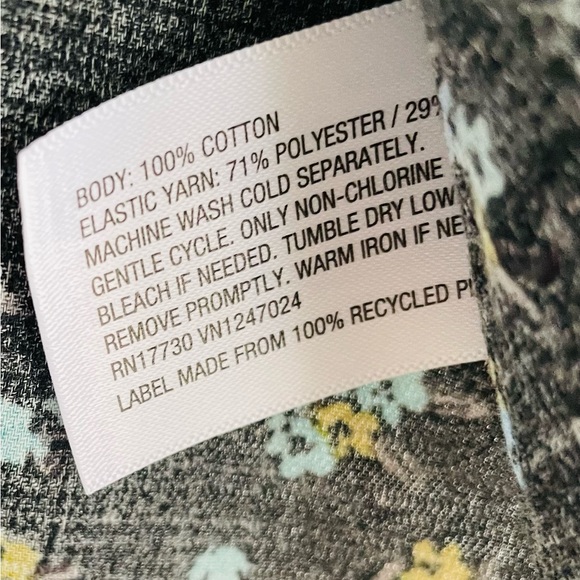 BODY: 100% COTTON
ELASTIC YARN: 71% POLYESTER / 29%
MACHINE WASH COLD SEPARATELY.
GENTLE CYCLE. ONLY NON-CHLORINE
BLEACH IF NEEDED. TUMBLE DRY LOW
REMOVE PROMPTLY. WARM IRON IF
RN17730 VN1247024
LABEL MADE FROM 100% RECYCLED